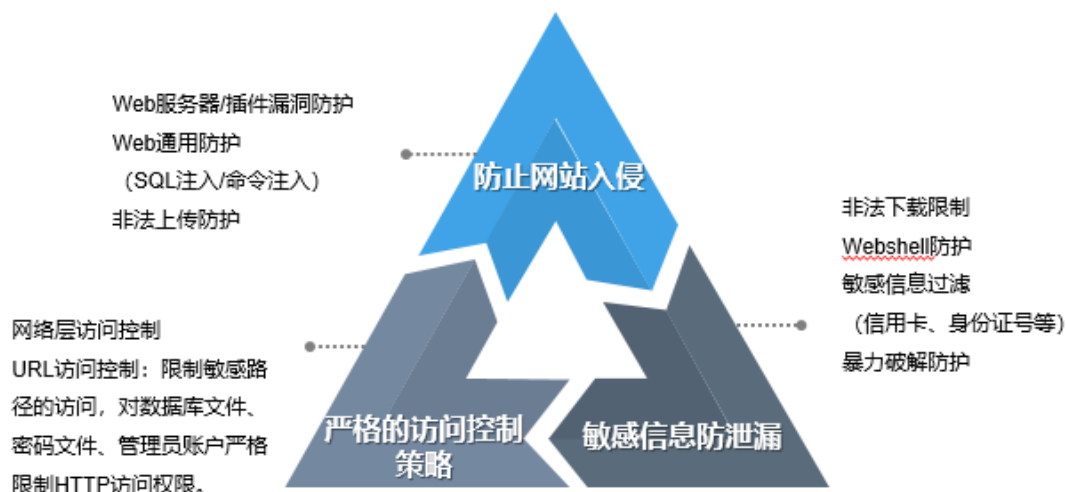 Web服务器/插件漏洞防护
Web通用防护
（SQL注入/命令注入）
非法上传防护
防止网站入侵
非法下载限制
Webshell防护
敏感信息过滤
（信用卡、身份证号等）
暴力破解防护
网络层访问控制
URL访问控制：限制敏感路
径的访问，对数据库文件、
密码文件、管理员账户严格
限制HTTP访问权限。
严格的访问控制
策略
敏感信息防泄漏